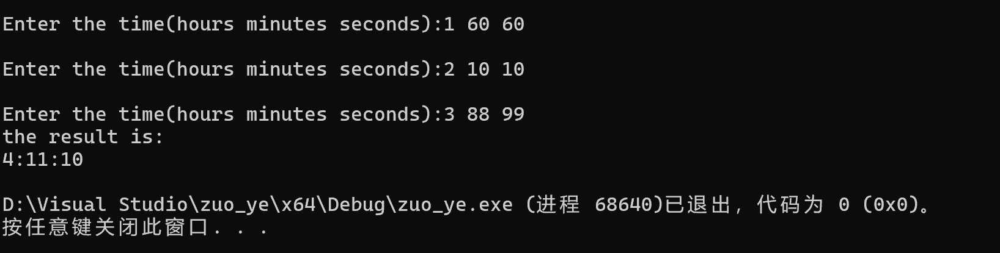 Enter the time(hours minutes seconds):1 60 60
Enter the time(hours minutes seconds):2 10 10
Enter the time(hours minutes seconds):3 88 99
the result is:
4:11:10
D:\Visual Studio\zuo_ye\x64\Debug\zuo_ye.exe (进程 68640)已退出，代码为 0 (0x0)。
按任意键关闭此窗口. . .